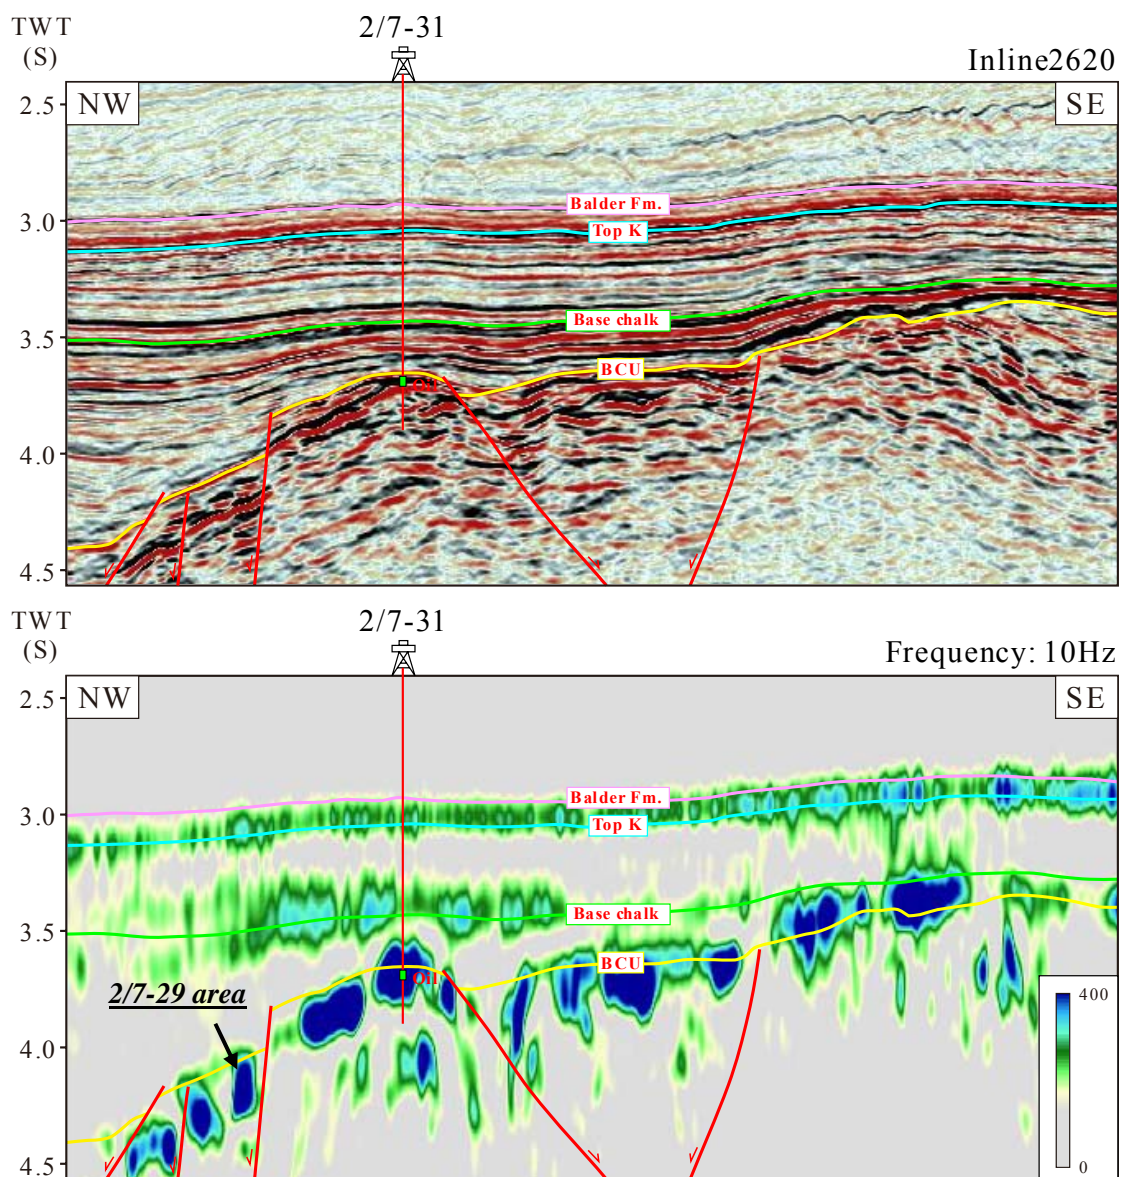 TWT
(S)
2/7-31
Inline2620
NW
SE
2.5
3.0
3.5
4.0
4.5
Balder Fm.
Top K
Base chalk
BCU
Oil
TWT
(S)
2/7-31
Frequency: 10Hz
NW
SE
2.5
3.0
3.5
4.0
4.5
Balder Fm.
Top K
Base chalk
BCU
Oil
2/7-29 area
400
0